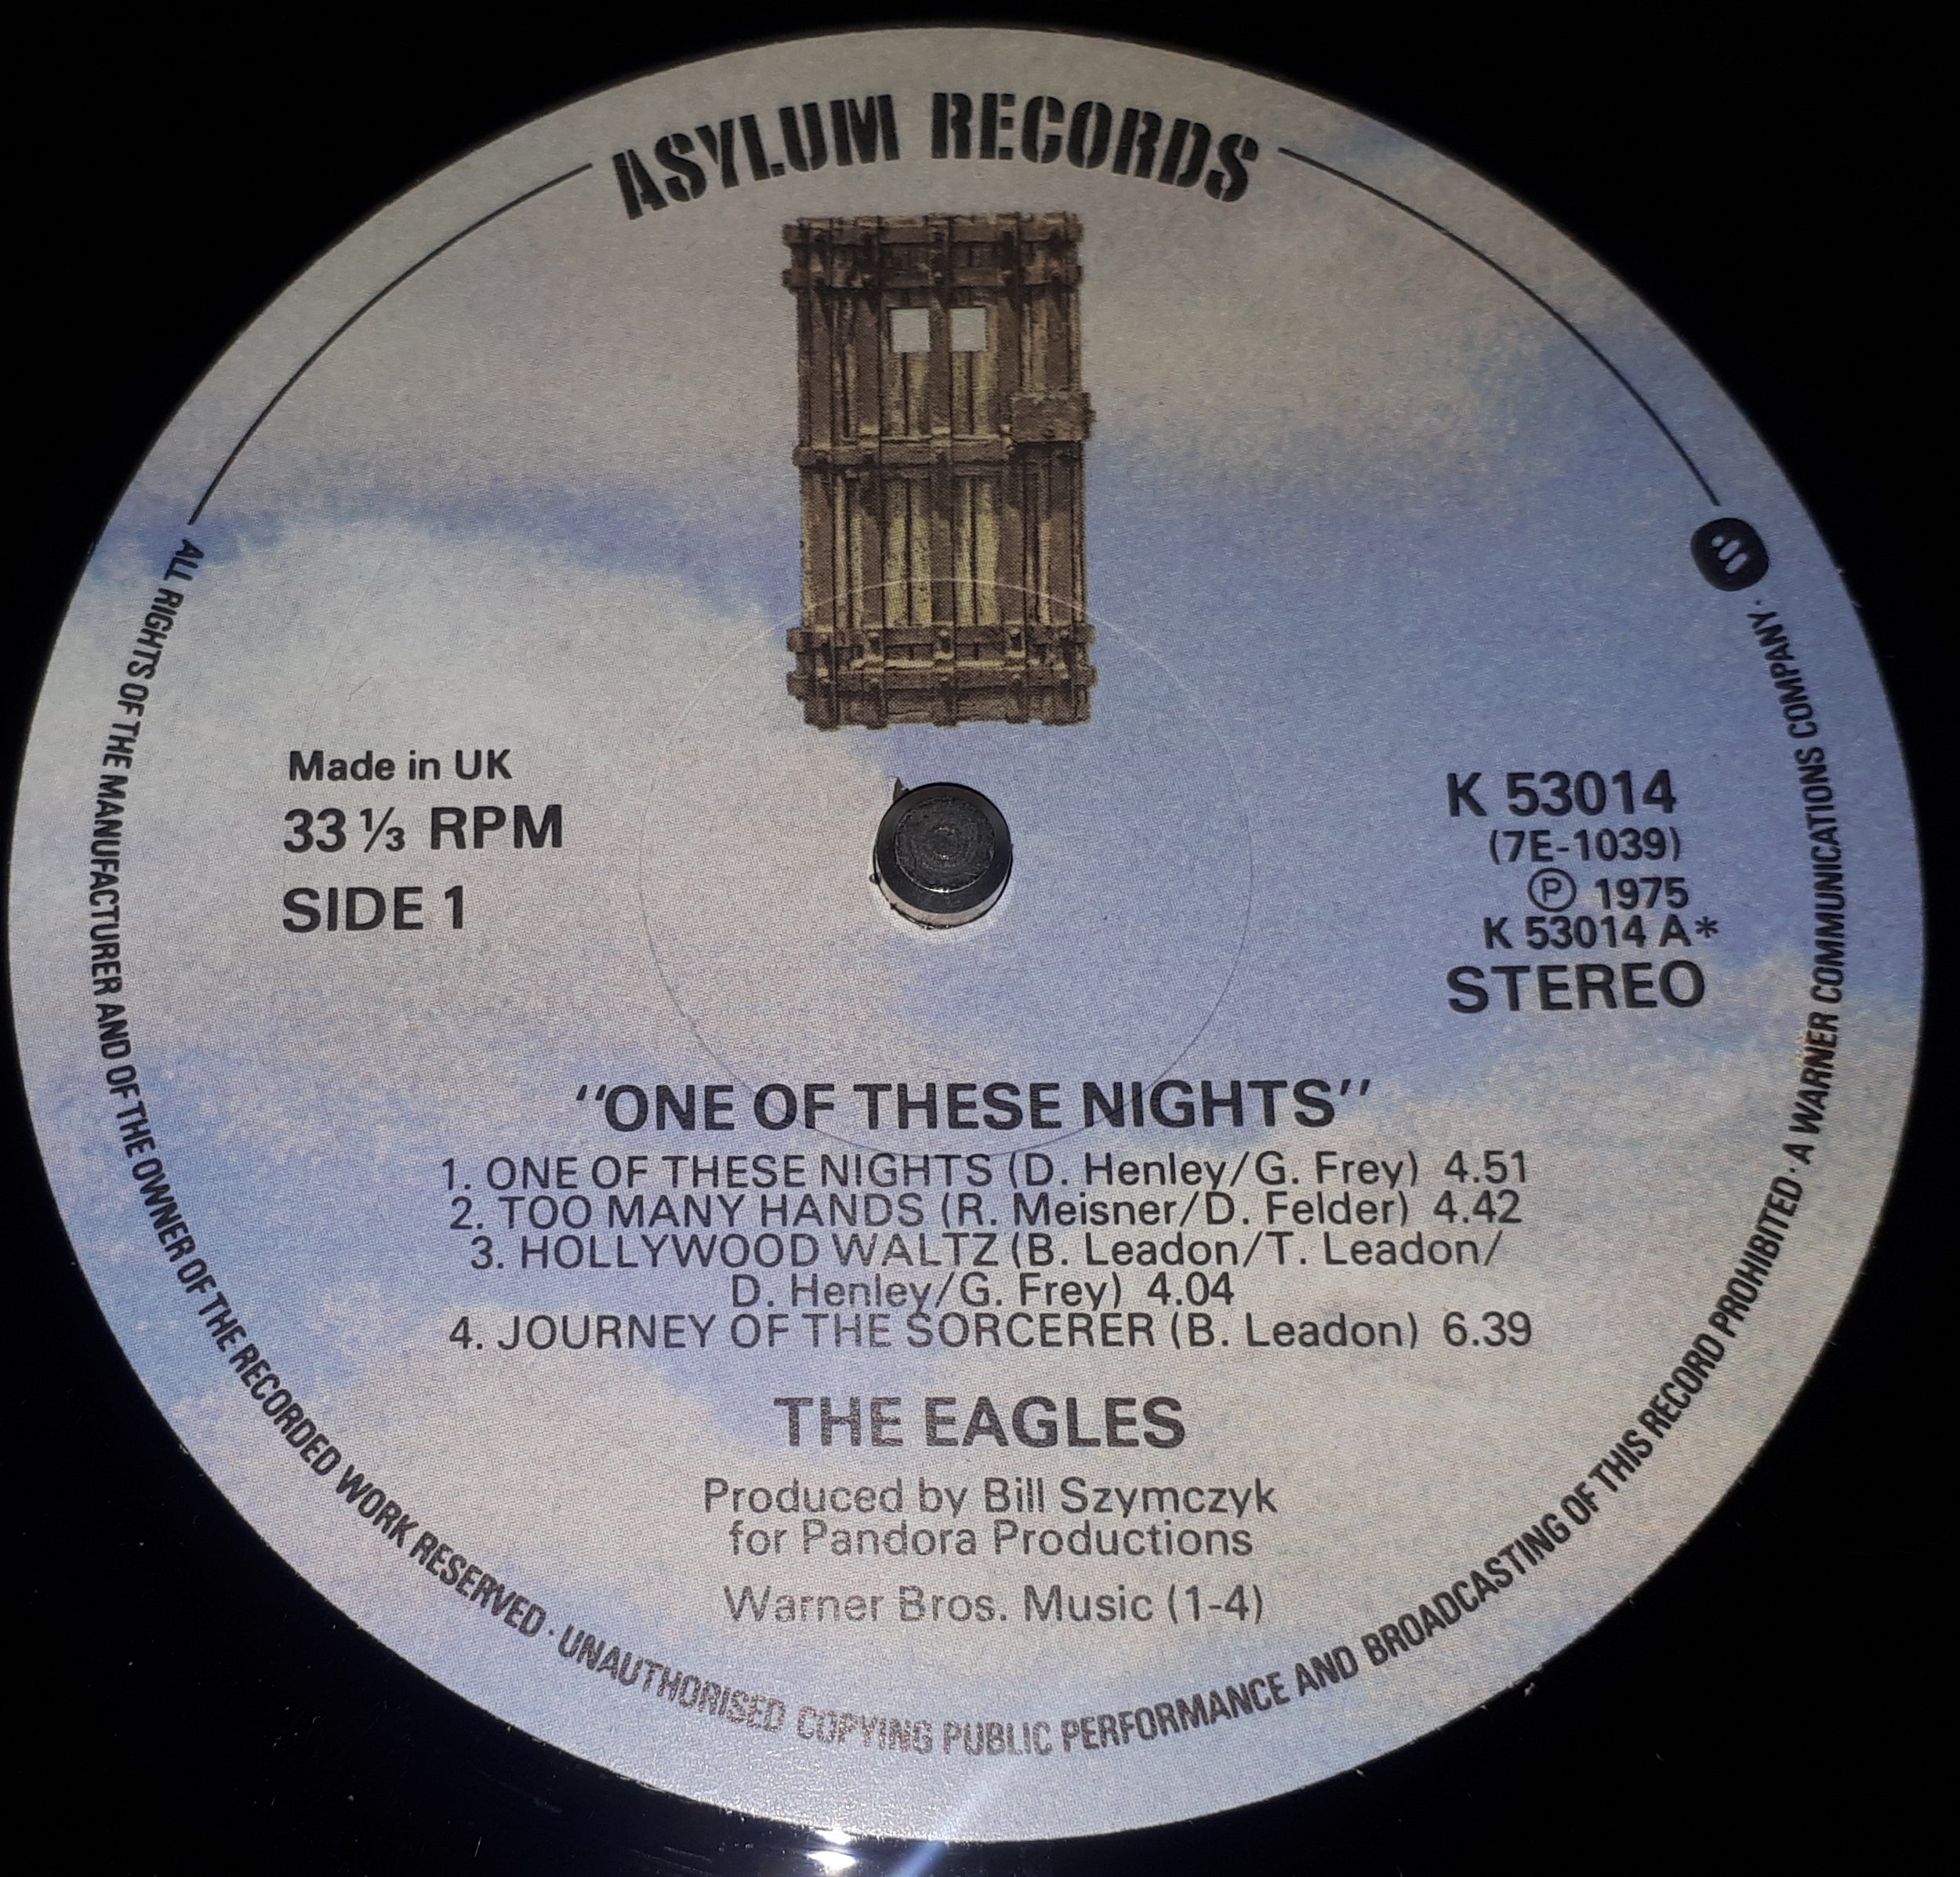 ASYLUM RECORDS
Made in UK
33 ⅓ RPM
SIDE 1
K 53014
(7E-1039)
Ⓟ 1975
K 53014 A*
STEREO
"ONE OF THESE NIGHTS"
1. ONE OF THESE NIGHTS (D. Henley/G. Frey) 4.51
2. TOO MANY HANDS (R. Meisner/D. Felder) 4.42
3. HOLLYWOOD WALTZ (B. Leadon/T. Leadon/
D. Henley/G. Frey) 4.04
4. JOURNEY OF THE SORCERER (B. Leadon) 6.39
THE EAGLES
Produced by Bill Szymczyk
for Pandora Productions
Warner Bros. Music (1-4)
ALL RIGHTS OF THE MANUFACTURER AND OF THE OWNER OF THE RECORDED WORK RESERVED · UNAUTHORISED COPYING PUBLIC PERFORMANCE AND BROADCASTING OF THIS RECORD PROHIBITED · A WARNER COMMUNICATIONS COMPANY ·